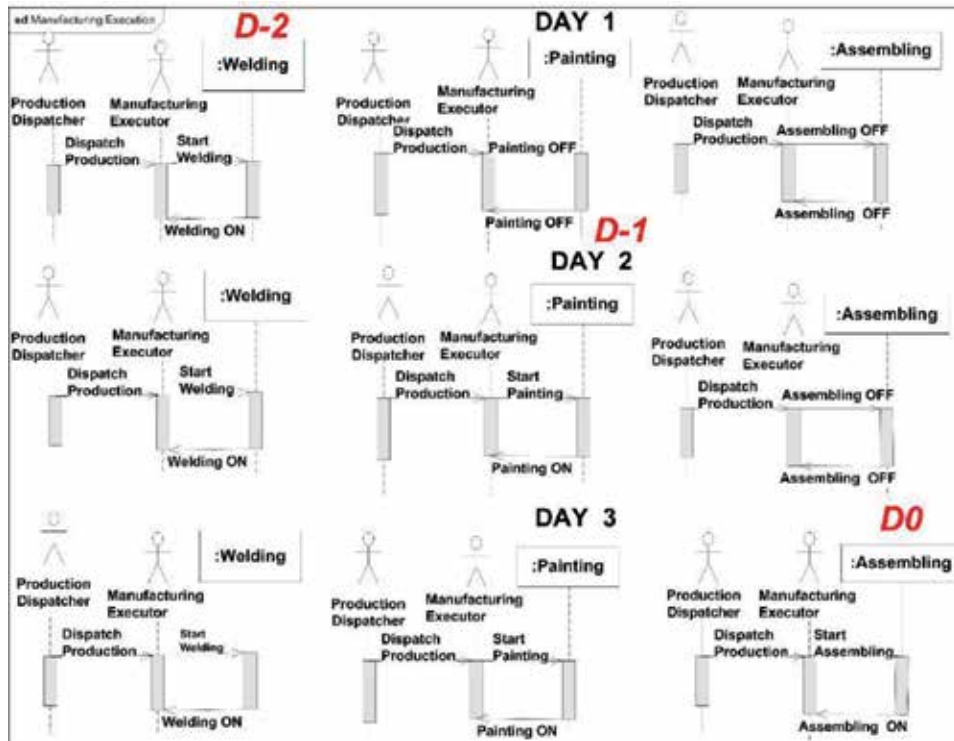 sd Manufacturing Execution
D-2
DAY 1
:Welding
:Painting
:Assembling
Production Dispatcher
Manufacturing Executor
Production Dispatcher
Manufacturing Executor
Production Dispatcher
Manufacturing Executor
Dispatch Production
Start Welding
Welding ON
Dispatch Production
Painting OFF
Painting OFF
Dispatch Production
Assembling OFF
Assembling OFF
D-1
DAY 2
:Welding
:Painting
:Assembling
Production Dispatcher
Manufacturing Executor
Production Dispatcher
Manufacturing Executor
Production Dispatcher
Manufacturing Executor
Dispatch Production
Start Welding
Welding ON
Dispatch Production
Start Painting
Painting ON
Dispatch Production
Assembling OFF
Assembling OFF
DAY 3
D0
:Welding
:Painting
:Assembling
Production Dispatcher
Manufacturing Executor
Production Dispatcher
Manufacturing Executor
Production Dispatcher
Manufacturing Executor
Dispatch Production
Start Welding
Welding ON
Dispatch Production
Start Painting
Painting ON
Dispatch Production
Start Assembling
Assembling ON